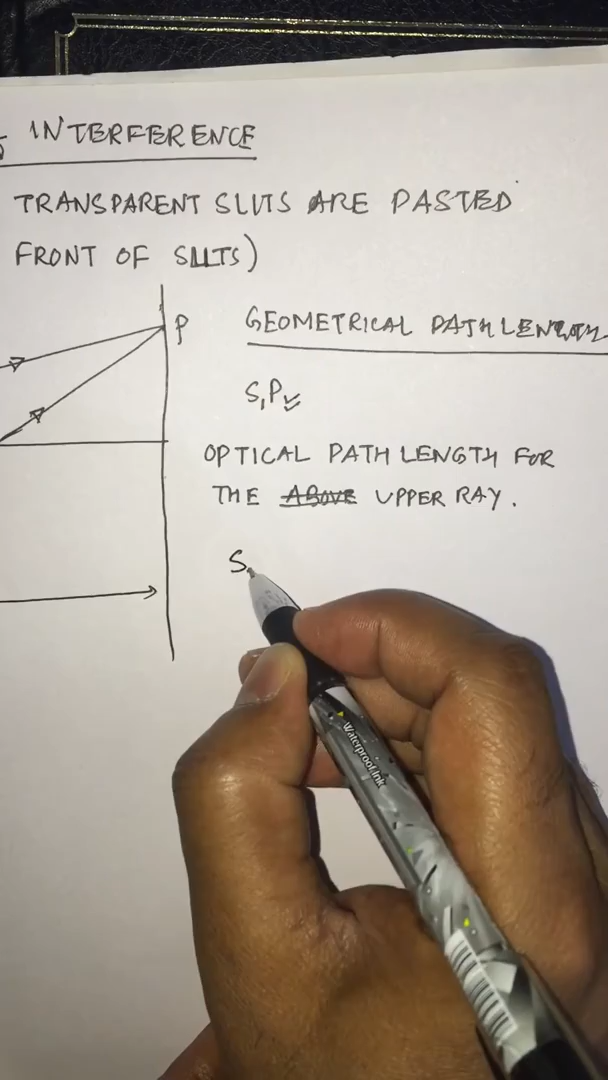 INTERFERENCE
TRANSPARENT SLITS ARE PASTED
FRONT OF SLITS)
P
GEOMETRICAL PATH LENGTH
S₁P
OPTICAL PATH LENGTH FOR
THE ABOVE UPPER RAY.
S
Waterproof Ink